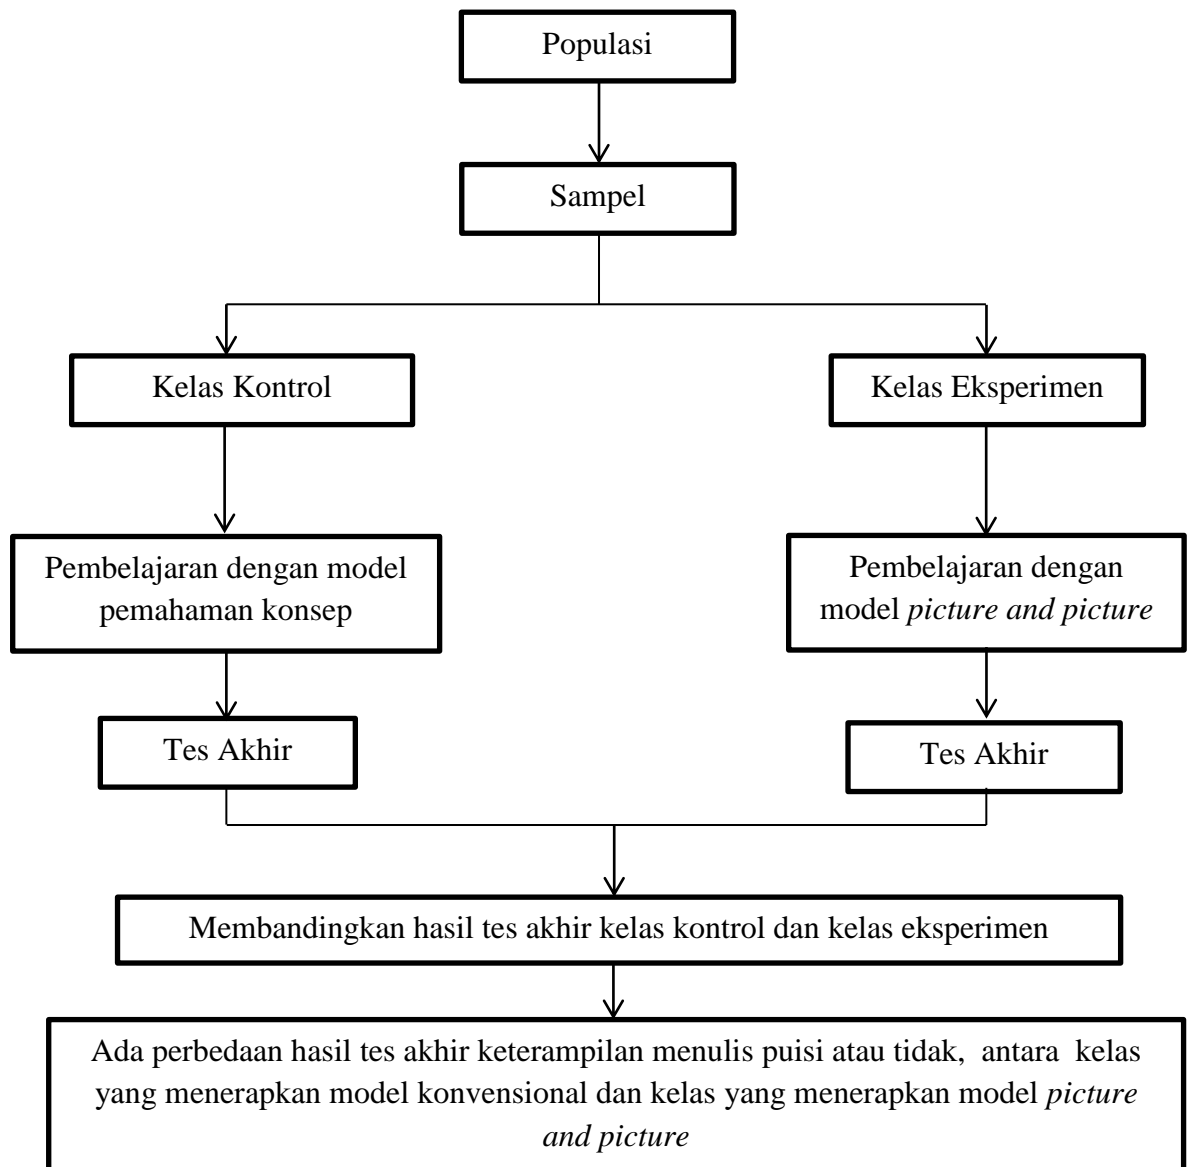 Populasi
Sampel
Kelas Kontrol
Kelas Eksperimen
Pembelajaran dengan model
pemahaman konsep
Pembelajaran dengan
model picture and picture
Tes Akhir
Tes Akhir
Membandingkan hasil tes akhir kelas kontrol dan kelas eksperimen
Ada perbedaan hasil tes akhir keterampilan menulis puisi atau tidak, antara kelas
yang menerapkan model konvensional dan kelas yang menerapkan model picture
and picture